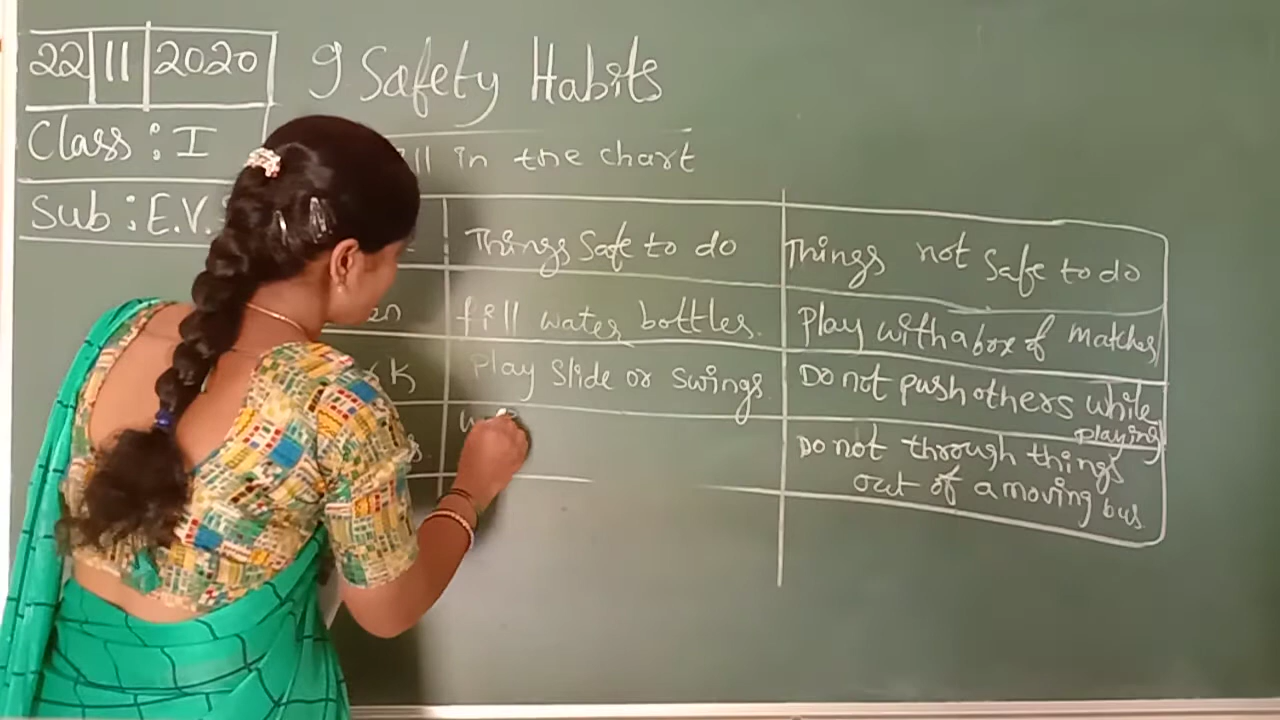 22 11 2020
9 Safety Habits
Class : I
ill in the chart
Sub : E.V.
Things Safe to do
Things not Safe to do
en
fill water bottles.
Play with a box of matches
k
Play Slide or Swings
Do not push others while
playing
s.
Do not through things
out of a moving bus